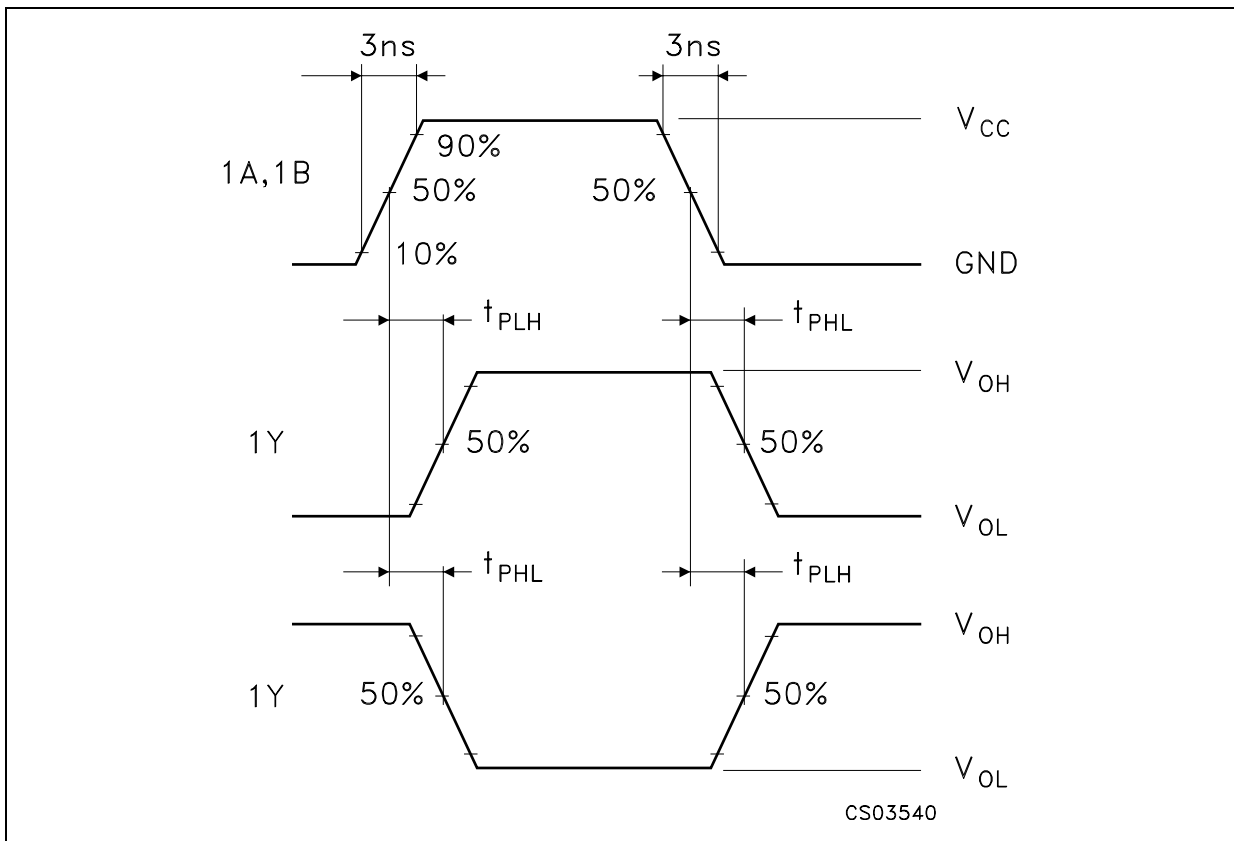 3ns 3ns
V_CC
90%
1A,1B 50% 50%
10% GND
t_PLH t_PHL
V_OH
1Y 50% 50%
V_OL
t_PHL t_PLH
V_OH
1Y 50% 50%
V_OL
CS03540